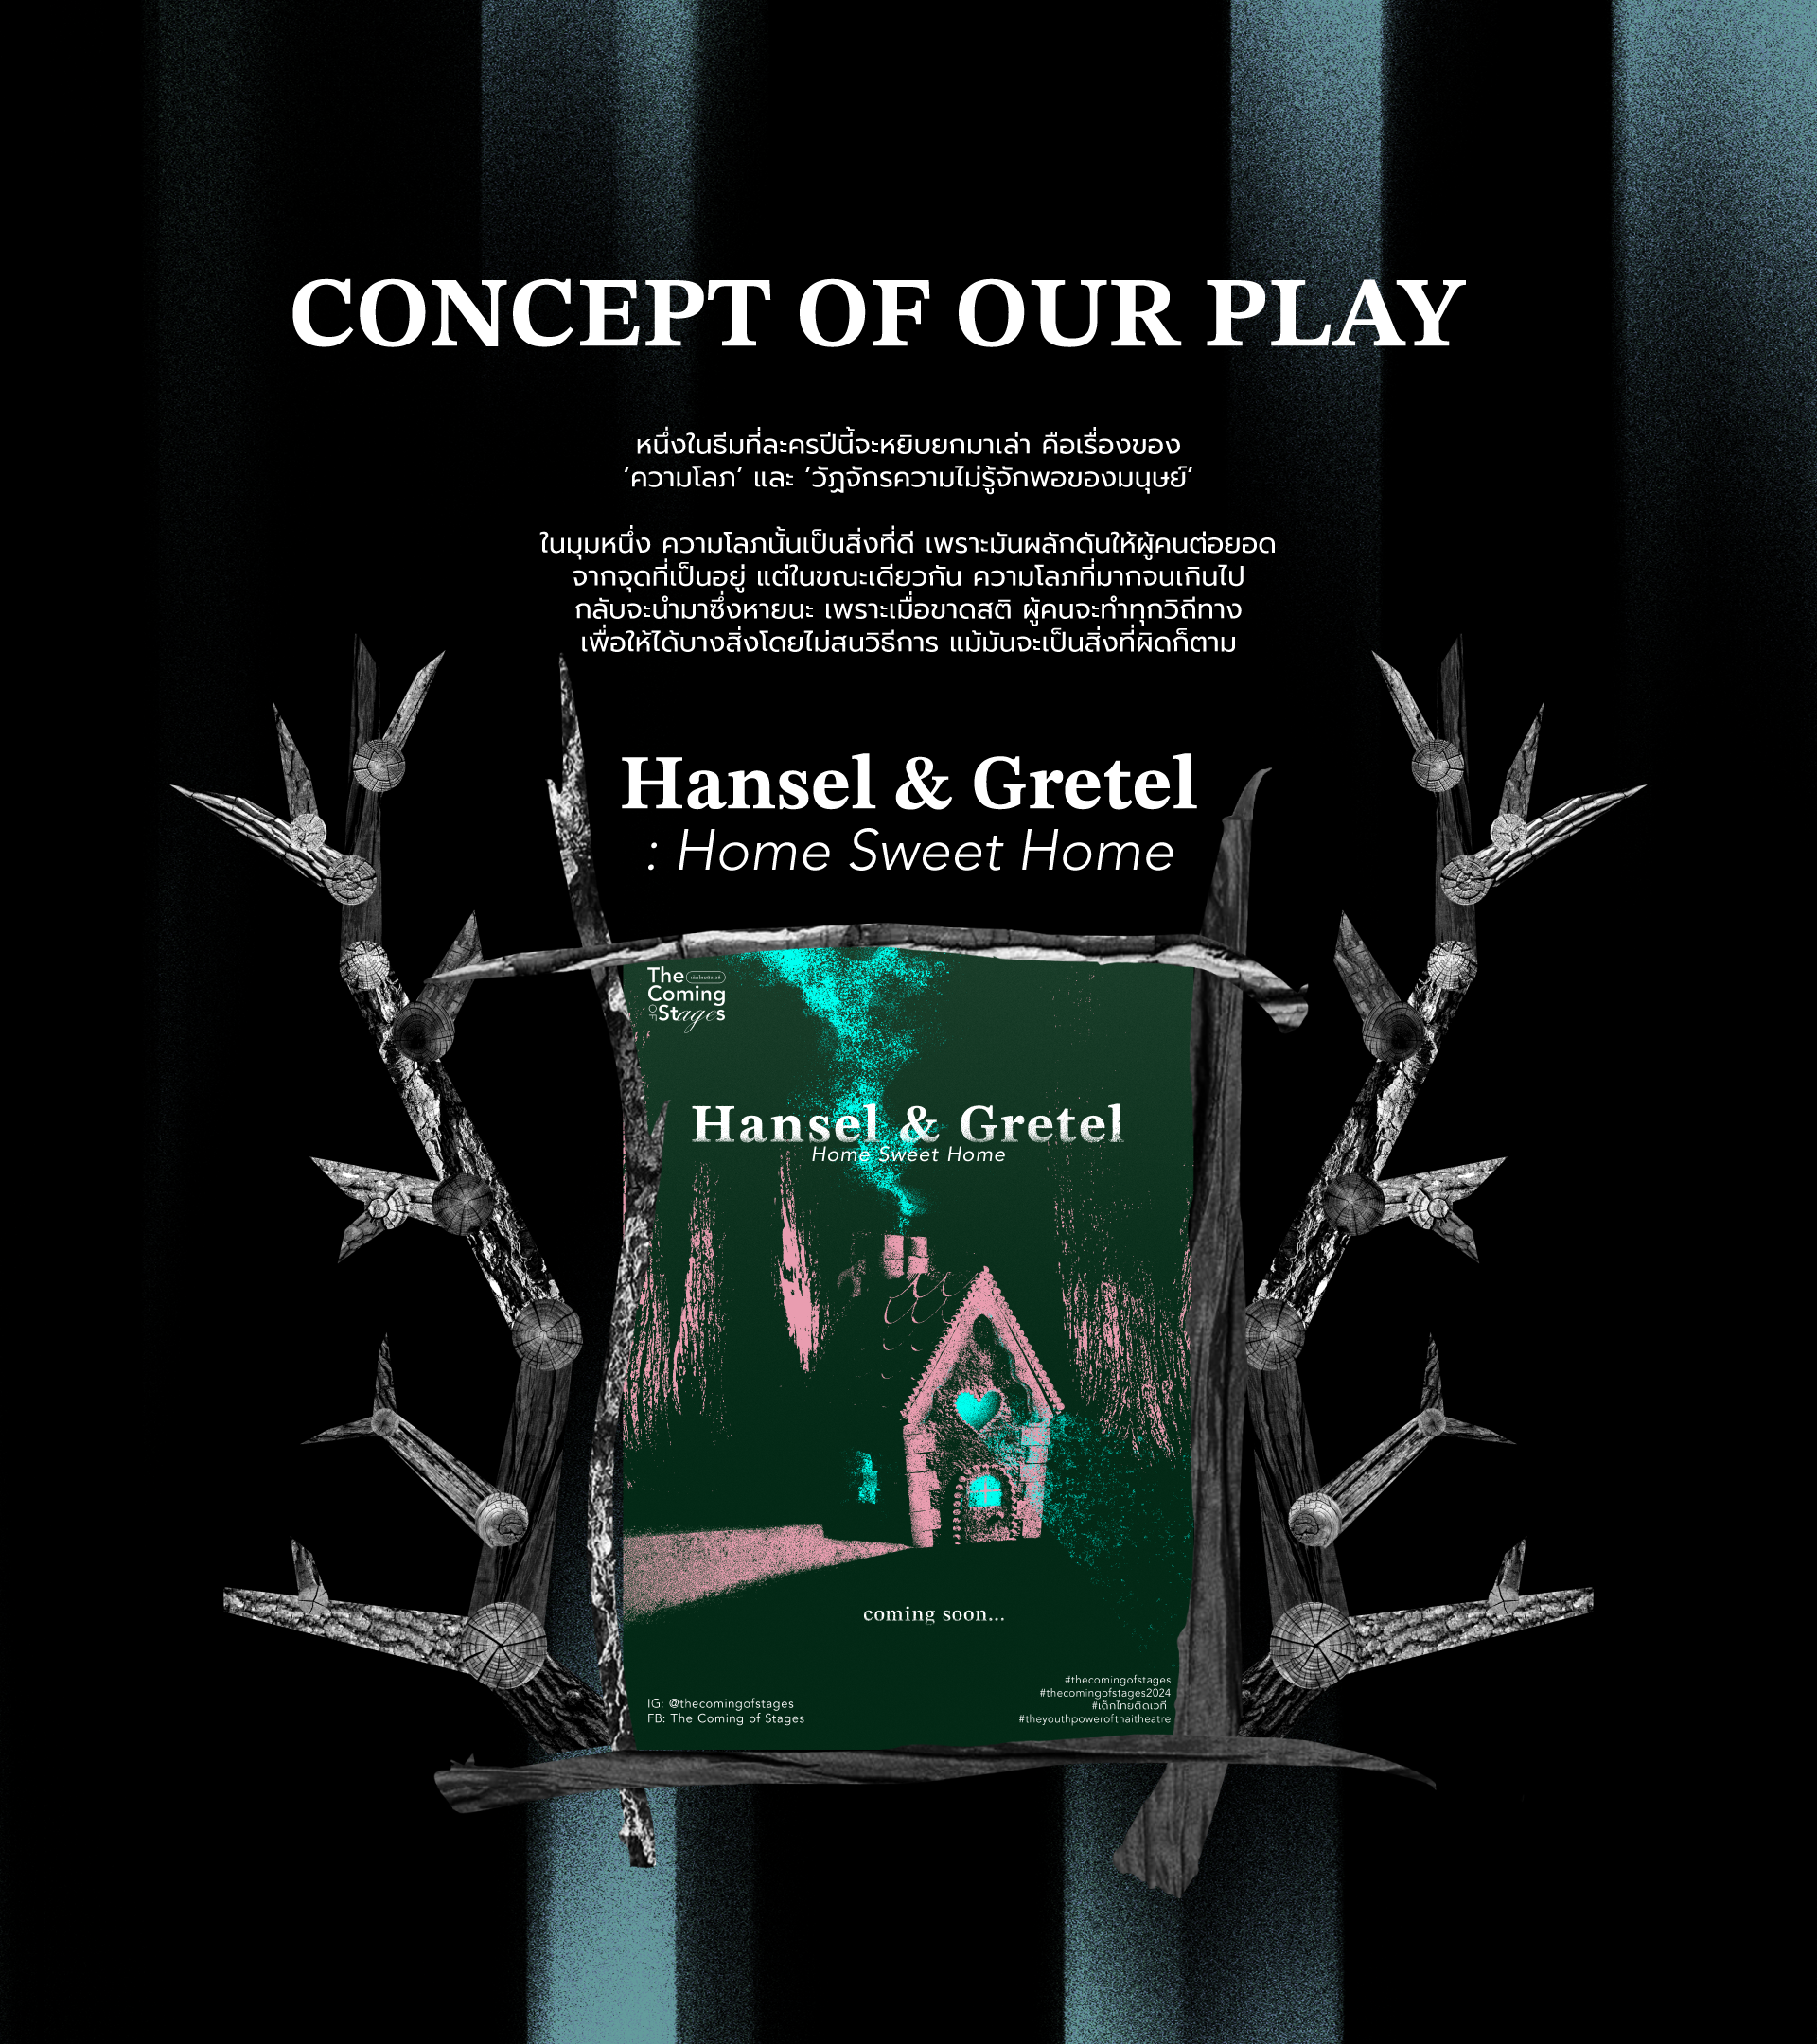 CONCEPT OF OUR PLAY
หนึ่งในธีมที่ละครปีนี้จะหยิบยกมาเล่า คือเรื่องของ
‘ความโลภ’ และ ‘วัฏจักรความไม่รู้จักพอของมนุษย์’
ในมุมหนึ่ง ความโลภนั้นเป็นสิ่งที่ดี เพราะมันผลักดันให้ผู้คนต่อยอด
จากจุดที่เป็นอยู่ แต่ในขณะเดียวกัน ความโลภที่มากจนเกินไป
กลับจะนำมาซึ่งหายนะ เพราะเมื่อขาดสติ ผู้คนจะทำทุกวิถีทาง
เพื่อให้ได้บางสิ่งโดยไม่สนวิธีการ แม้มันจะเป็นสิ่งที่ผิดก็ตาม
Hansel & Gretel
: Home Sweet Home
The
Coming
OF Stages
Hansel & Gretel
Home Sweet Home
coming soon...
IG: @thecomingofstages
FB: The Coming of Stages
#thecomingofstages
#thecomingofstages2024
#เด็กไทยติดเวที
#theyouthpowerofthaitheatre